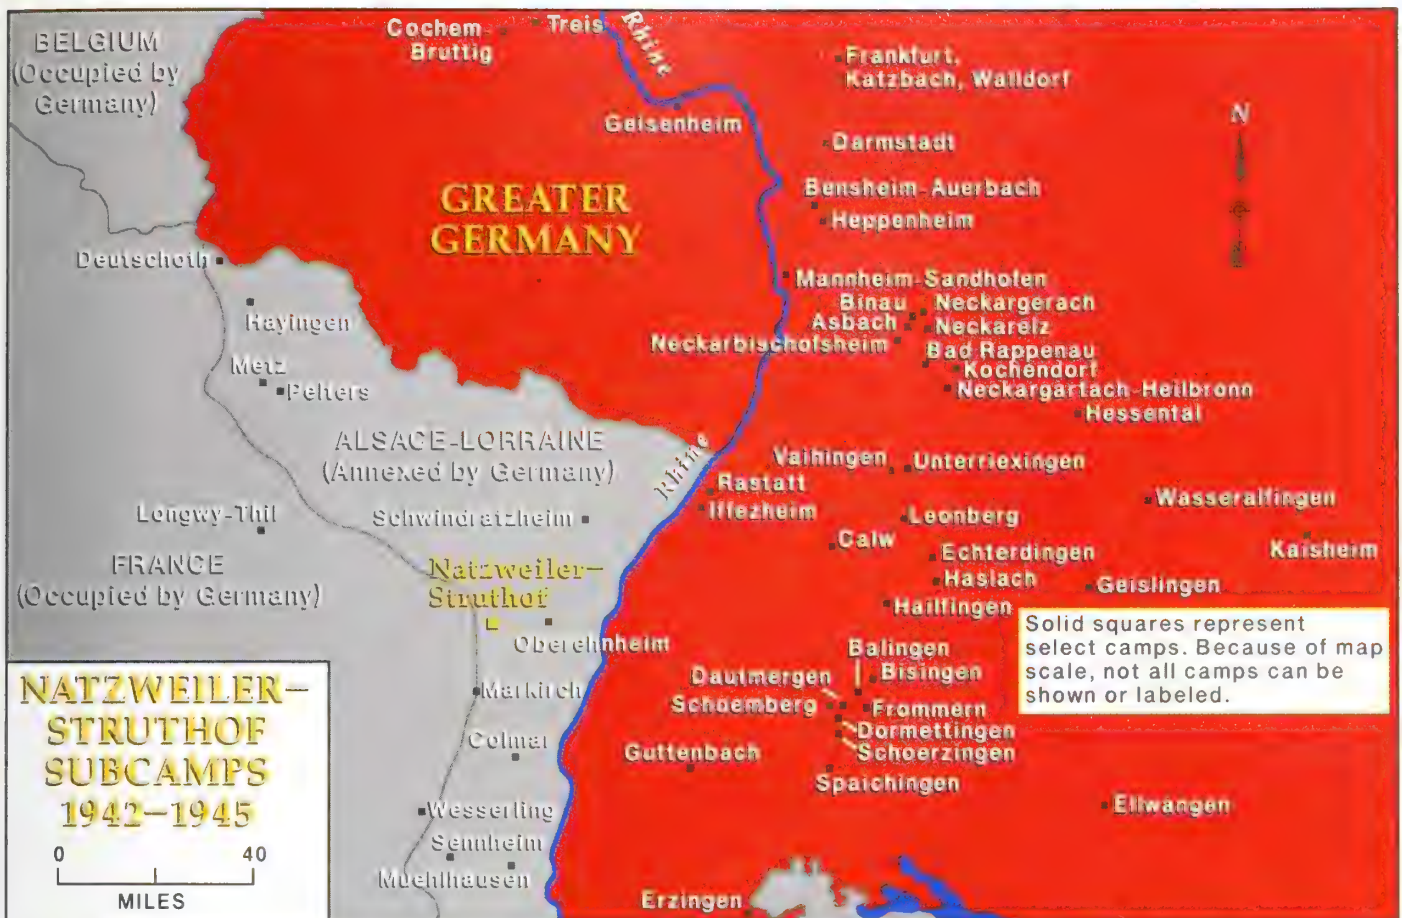 BELGIUM
(Occupied by
Germany)
Cochem-
Bruttig
Treis
Rhine
Frankfurt,
Katzbach, Walldorf
Geisenheim
N
Darmstadt
GREATER
GERMANY
Bensheim-Auerbach
Heppenheim
Deutschoth
Mannheim-Sandhofen
Hayingen
Binau
Neckargerach
Asbach
Neckarelz
Neckarbischofsheim
Bad Rappenau
Metz
Kochendorf
Pelters
Neckargartach-Heilbronn
Hessental
ALSACE-LORRAINE
(Annexed by Germany)
Rhine
Vaihingen
Unterriexingen
Rastatt
Iffezheim
Wasseralfingen
Longwy-Thil
Schwindratzheim
Leonberg
Calw
Kaisheim
FRANCE
(Occupied by Germany)
Natzweiler-
Struthof
Echterdingen
Haslach
Geislingen
Hailfingen
Oberehnheim
Solid squares represent
select camps. Because of map
scale, not all camps can be
shown or labeled.
Balingen
Bisingen
Dautmergen
Schoemberg
Frommern
Dormettingen
Schoerzingen
Markirch
Colmar
Guttenbach
Spaichingen
Ellwangen
Wesserling
Sennheim
Muehlhausen
Erzingen
NATZWEILER-
STRUTHOF
SUBCAMPS
1942-1945
0 40
MILES